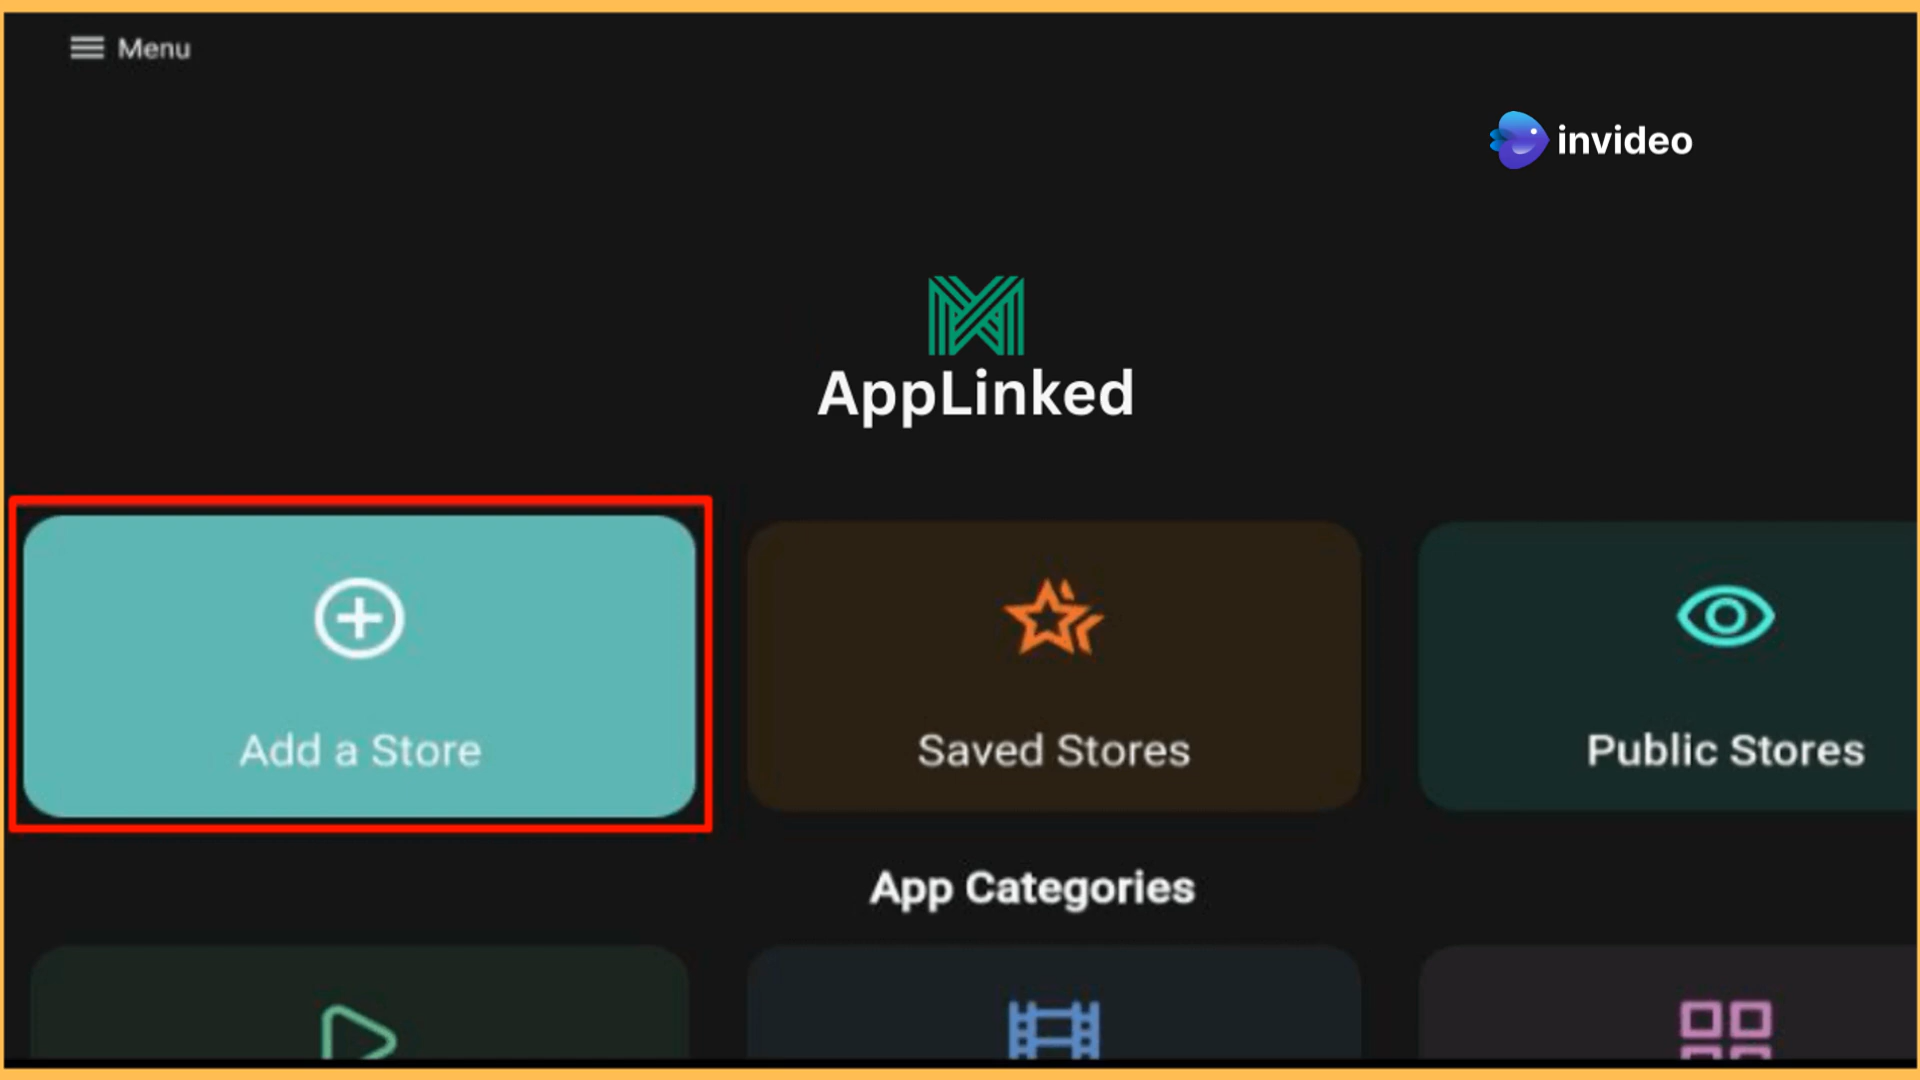 Menu
invideo
AppLinked
Add a Store
Saved Stores
Public Stores
App Categories